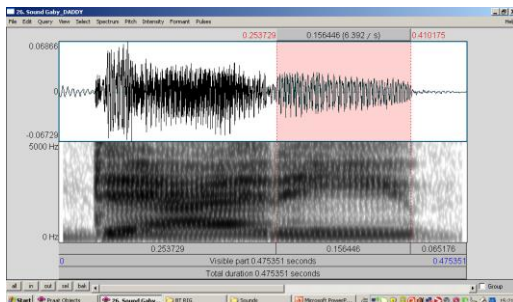 26. Sound Gaby_DADDY
File Edit Query View Select Spectrum Pitch Intensity Formant Pulses Help
0.253729 0.156446 (6.392 / s) 0.410175
0.06866
0
-0.06729
5000 Hz
0 Hz
0.253729 0.156446 0.065176
0 Visible part 0.475351 seconds 0.475351
Total duration 0.475351 seconds
all in out sel bak Group
Start Praat Objects 26. Sound Gaby_ Sounds Microsoft PowerP...